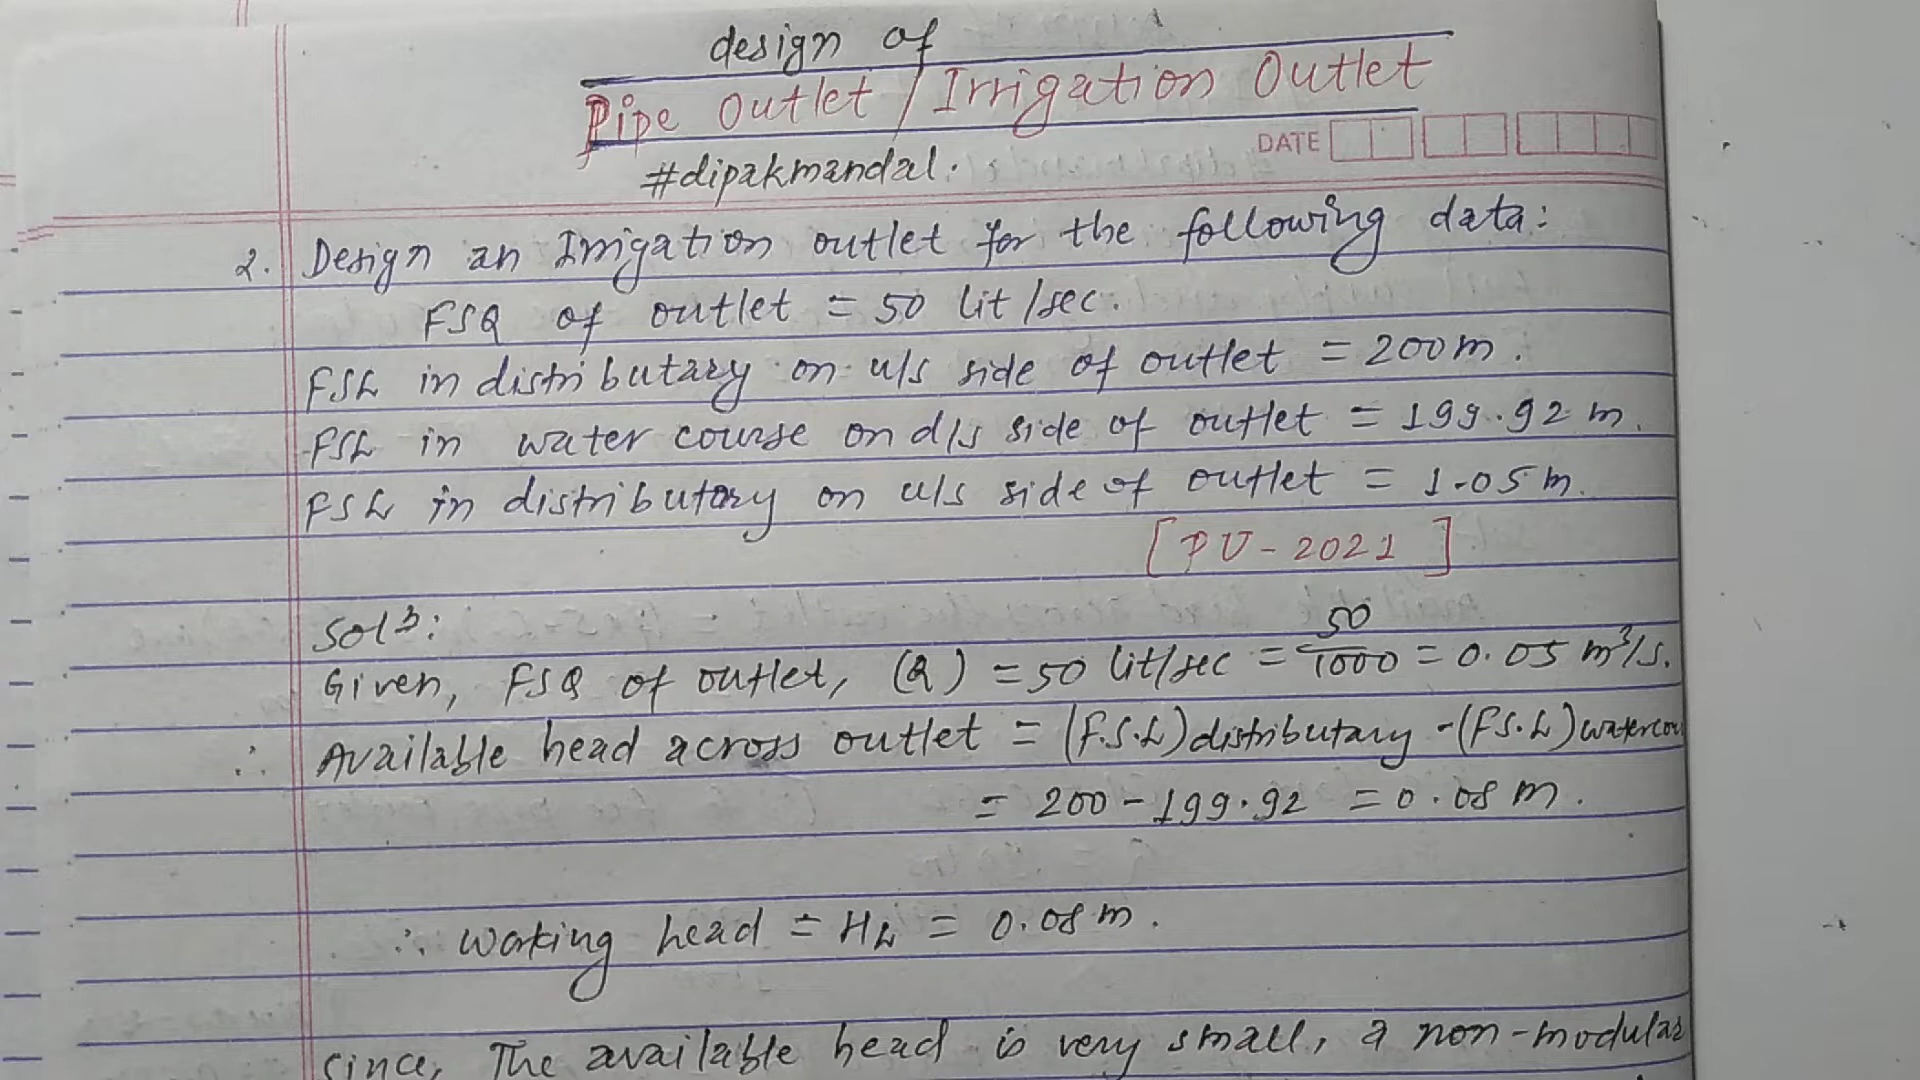 design of
Pipe Outlet / Irrigation Outlet
DATE
#dipakmandal.
2. Design an Irrigation outlet for the following data:
FSQ of outlet = 50 lit/sec.
FSL in distributary on u/s side of outlet = 200m.
FSL in water course on d/s side of outlet = 199.92 m.
FSL in distributory on u/s side of outlet = 1.05 m.
[PU-2021]
Solⁿ:
Given, FSQ of outlet, (Q) = 50 lit/sec = 50/1000 = 0.05 m³/s.
∴ Available head across outlet = (F.S.L) distributary - (F.S.L) watercou
= 200 - 199.92 = 0.08 m.
∴ Working head = HL = 0.08 m.
Since, The available head is very small, a non-modular